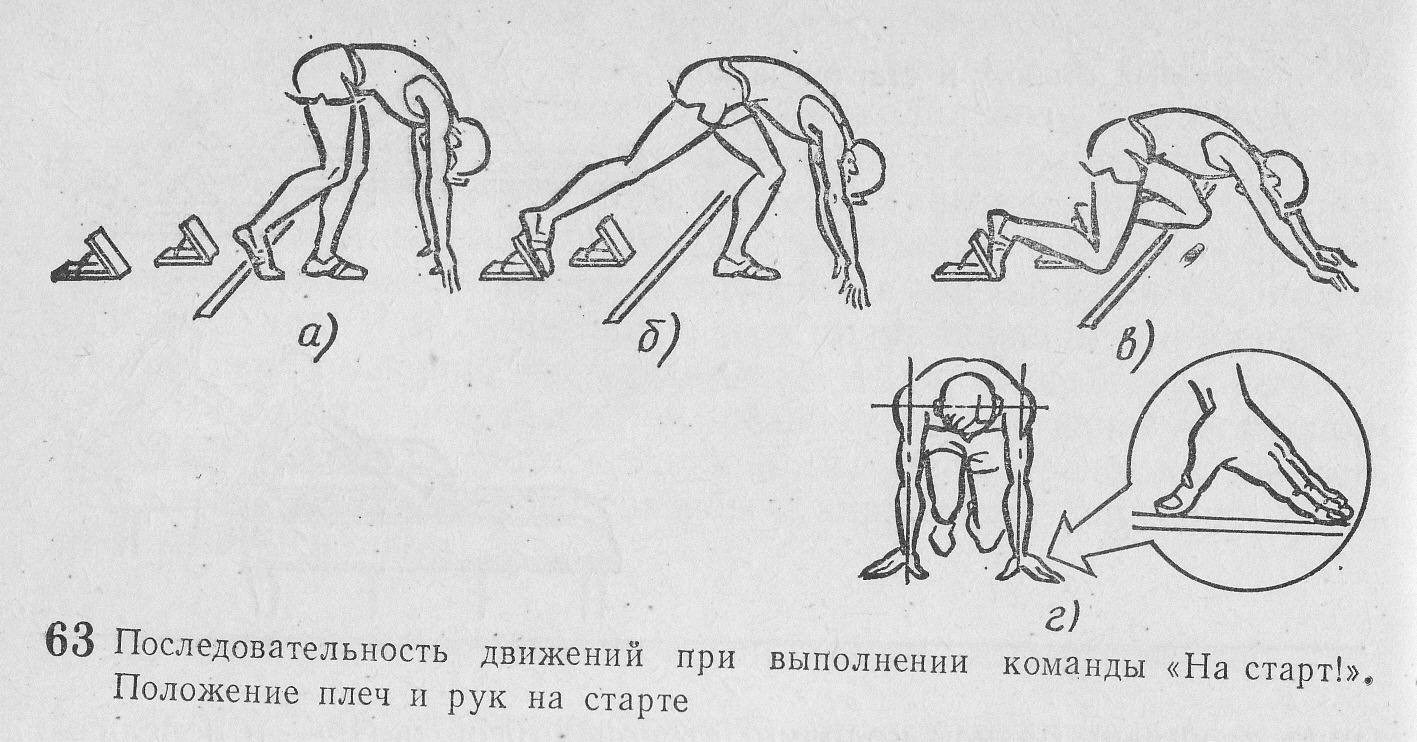 а)
б)
в)
г)
63 Последовательность движений при выполнении команды «На старт!».
Положение плеч и рук на старте